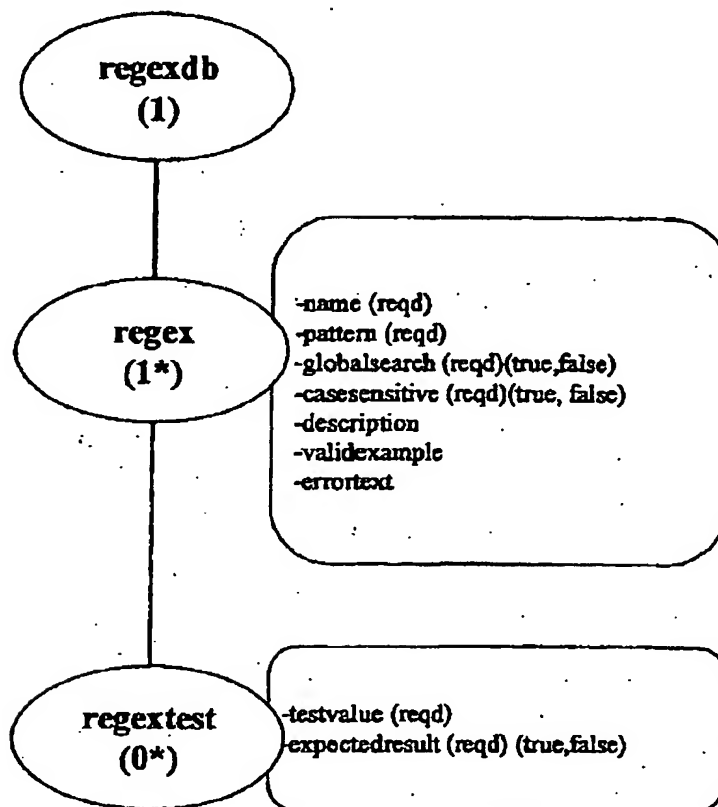 regexdb
(1)
regex
(1*)
-name (reqd)
-pattern (reqd)
-globalsearch (reqd)(true,false)
-casesensitive (reqd)(true, false)
-description
-validexample
-errortext
regextest
(0*)
-testvalue (reqd)
-expectedresult (reqd) (true,false)